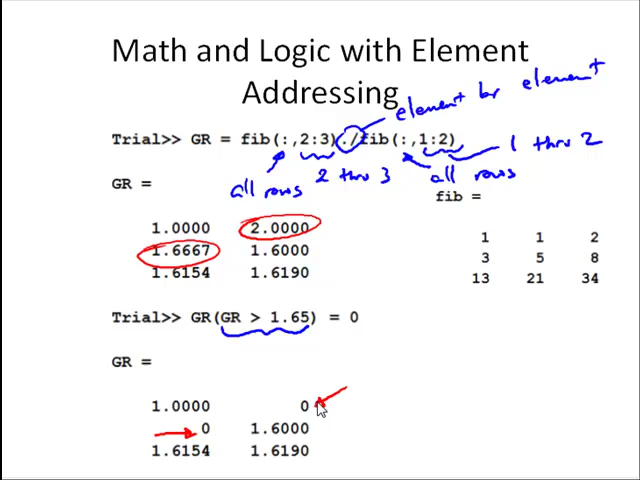 Math and Logic with Element
Addressing
element by element
Trial>> GR = fib(:,2:3)./fib(:,1:2)
1 thru 2
all rows 2 thru 3 all rows
GR =
fib =
1.0000 2.0000
1.6667 1.6000
1.6154 1.6190
1 1 2
3 5 8
13 21 34
Trial>> GR(GR > 1.65) = 0
GR =
1.0000 0
0 1.6000
1.6154 1.6190